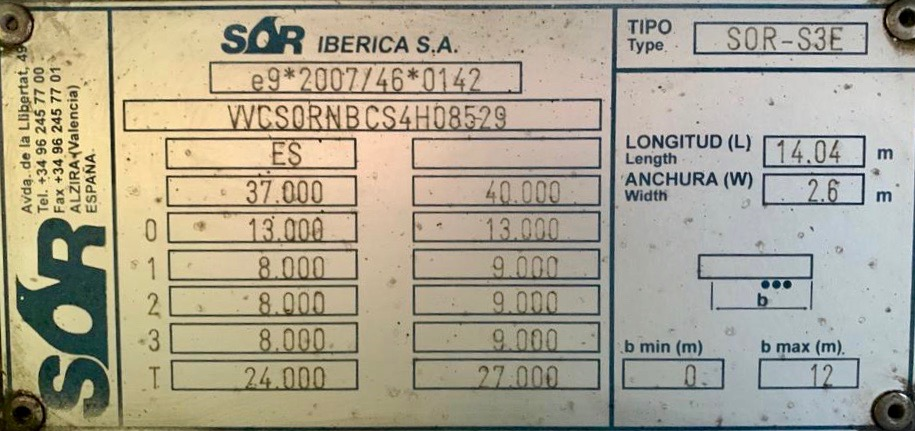 Avda. de la Llibertat, 49
Tel. +34 96 245 77 00
Fax +34 96 245 77 01
ALZIRA (Valencia)
ESPAÑA
SOR
SOR IBERICA S.A.
e9*2007/46*0142
VVCS0RNBCS4H08529
ES
37.000 40.000
0 13.000 13.000
1 8.000 9.000
2 8.000 9.000
3 8.000 9.000
T 24.000 27.000
TIPO
Type SOR-S3E
LONGITUD (L)
Length 14.04 m
ANCHURA (W)
Width 2.6 m
b
b min (m) b max (m)
0. 12